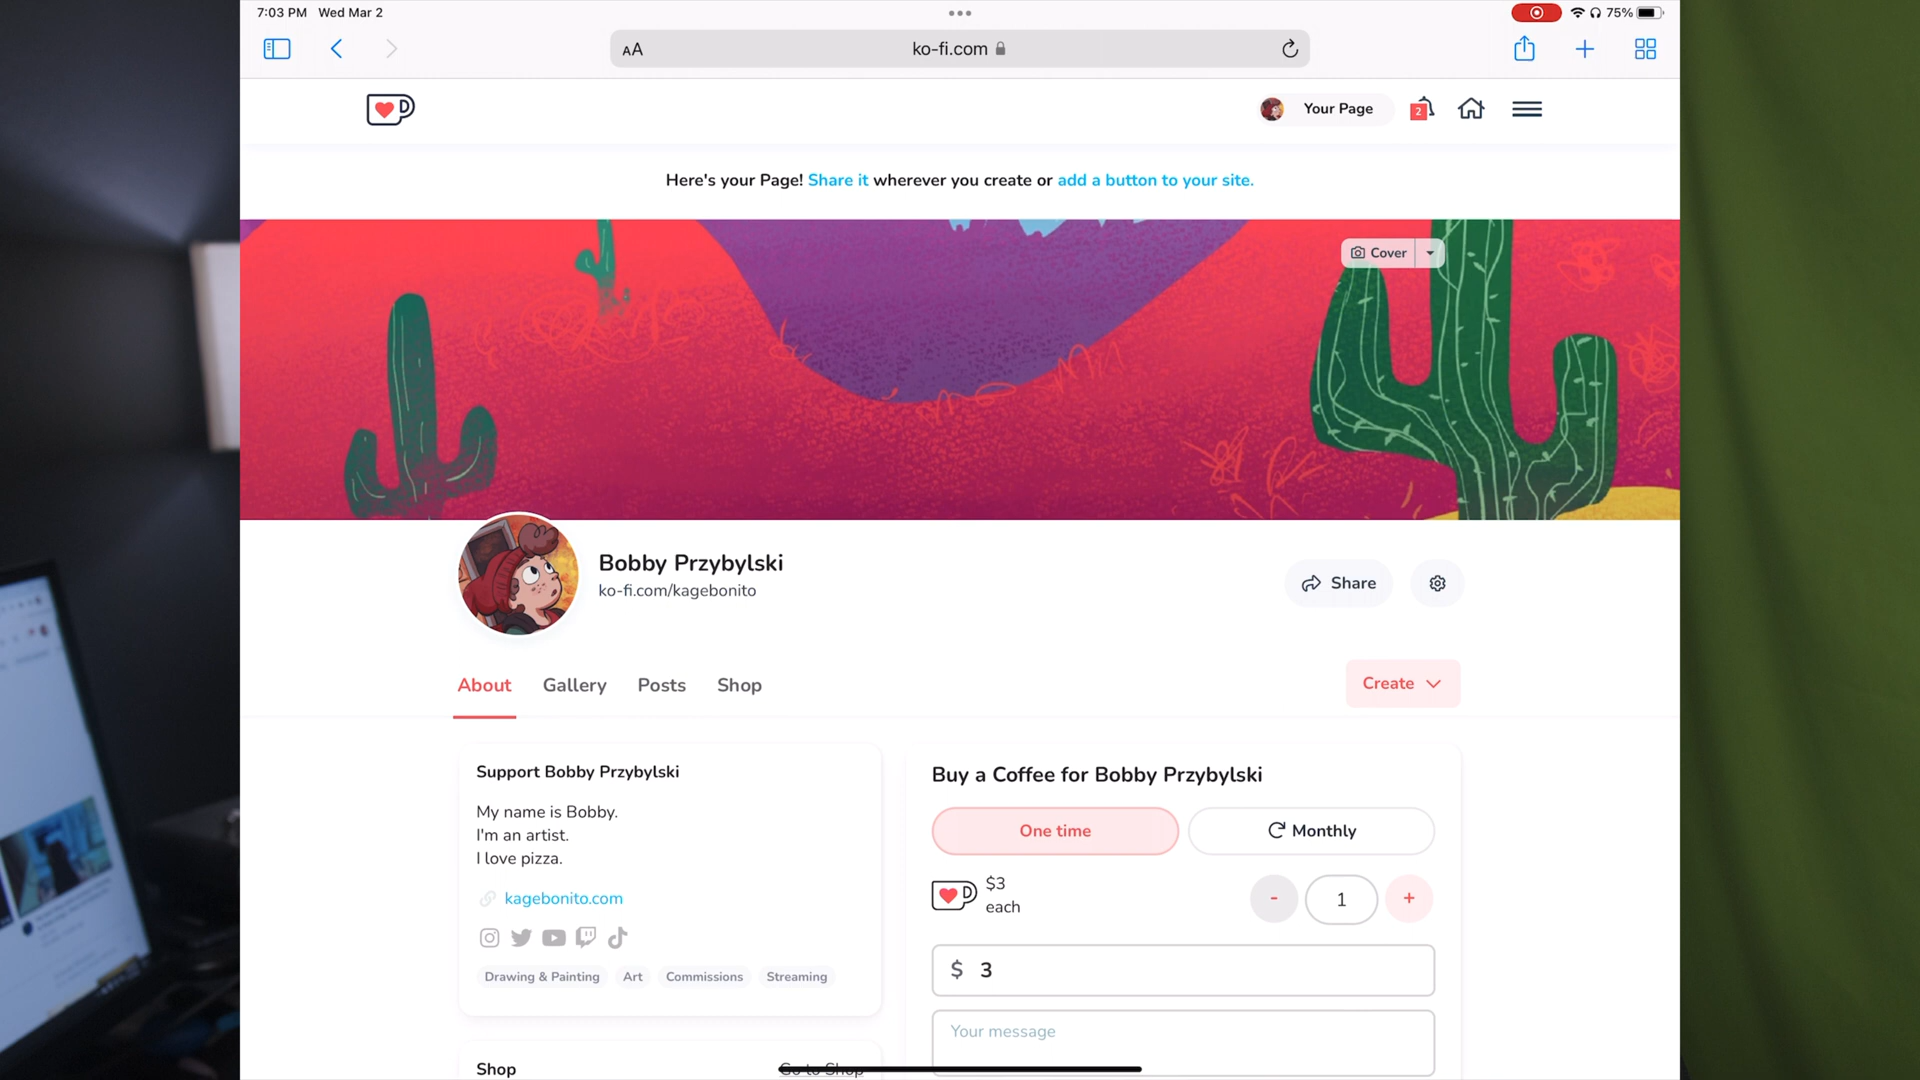 7:03 PM Wed Mar 2
75%
AA
ko-fi.com
Your Page
2
Here's your Page! Share it wherever you create or add a button to your site.
Cover
Bobby Przybylski
ko-fi.com/kagebonito
Share
About Gallery Posts Shop
Create
Support Bobby Przybylski
My name is Bobby.
I'm an artist.
I love pizza.
kagebonito.com
Drawing & Painting Art Commissions Streaming
Shop
Go to Shop
Buy a Coffee for Bobby Przybylski
One time
Monthly
$3
each
- 1 +
$ 3
Your message